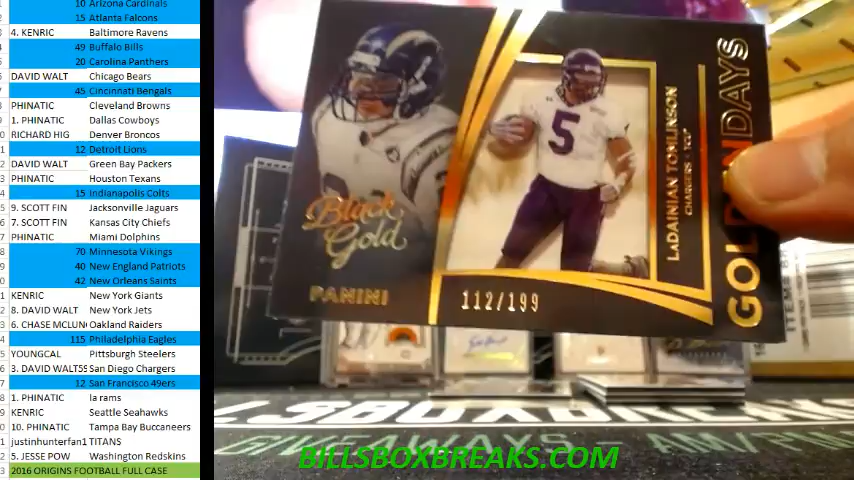 10 Arizona Cardinals
15 Atlanta Falcons
4. KENRIC Baltimore Ravens
49 Buffalo Bills
20 Carolina Panthers
DAVID WALT Chicago Bears
45 Cincinnati Bengals
PHINATIC Cleveland Browns
1. PHINATIC Dallas Cowboys
RICHARD HIG Denver Broncos
12 Detroit Lions
DAVID WALT Green Bay Packers
PHINATIC Houston Texans
15 Indianapolis Colts
9. SCOTT FIN Jacksonville Jaguars
7. SCOTT FIN Kansas City Chiefs
PHINATIC Miami Dolphins
70 Minnesota Vikings
40 New England Patriots
42 New Orleans Saints
KENRIC New York Giants
8. DAVID WALT New York Jets
6. CHASE MCLUN Oakland Raiders
115 Philadelphia Eagles
YOUNGCAL Pittsburgh Steelers
3. DAVID WALT55 San Diego Chargers
12 San Francisco 49ers
1. PHINATIC la rams
KENRIC Seattle Seahawks
10. PHINATIC Tampa Bay Buccaneers
justinhunterfan1 TITANS
5. JESSE POW Washington Redskins
2016 ORIGINS FOOTBALL FULL CASE
Black Gold
PANINI
5
112/199
LaDAINIAN TOMLINSON
CHARGERS • TCU
GOLDEN DAYS
GIVEAWAYS - AM/PM
BILLSBOXBREAKS.COM